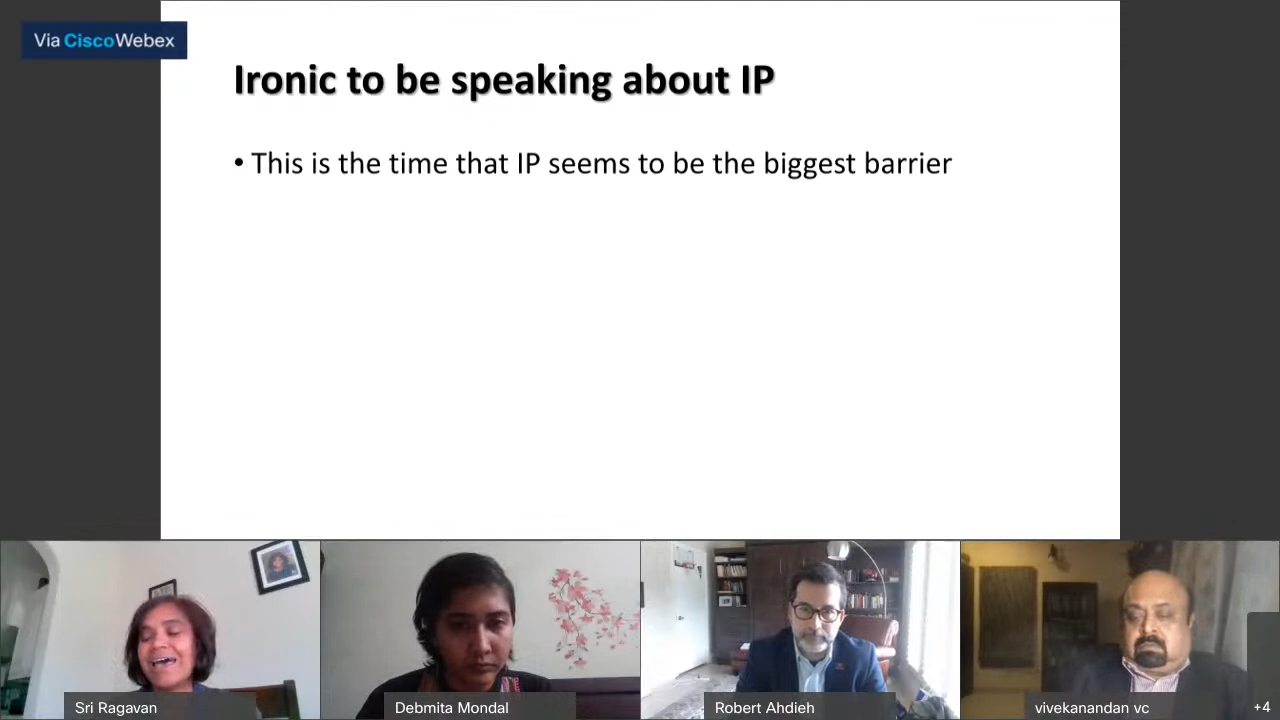 Via CiscoWebex
Ironic to be speaking about IP
• This is the time that IP seems to be the biggest barrier
Sri Ragavan
Debmita Mondal
Robert Ahdieh
vivekanandan vc
+4